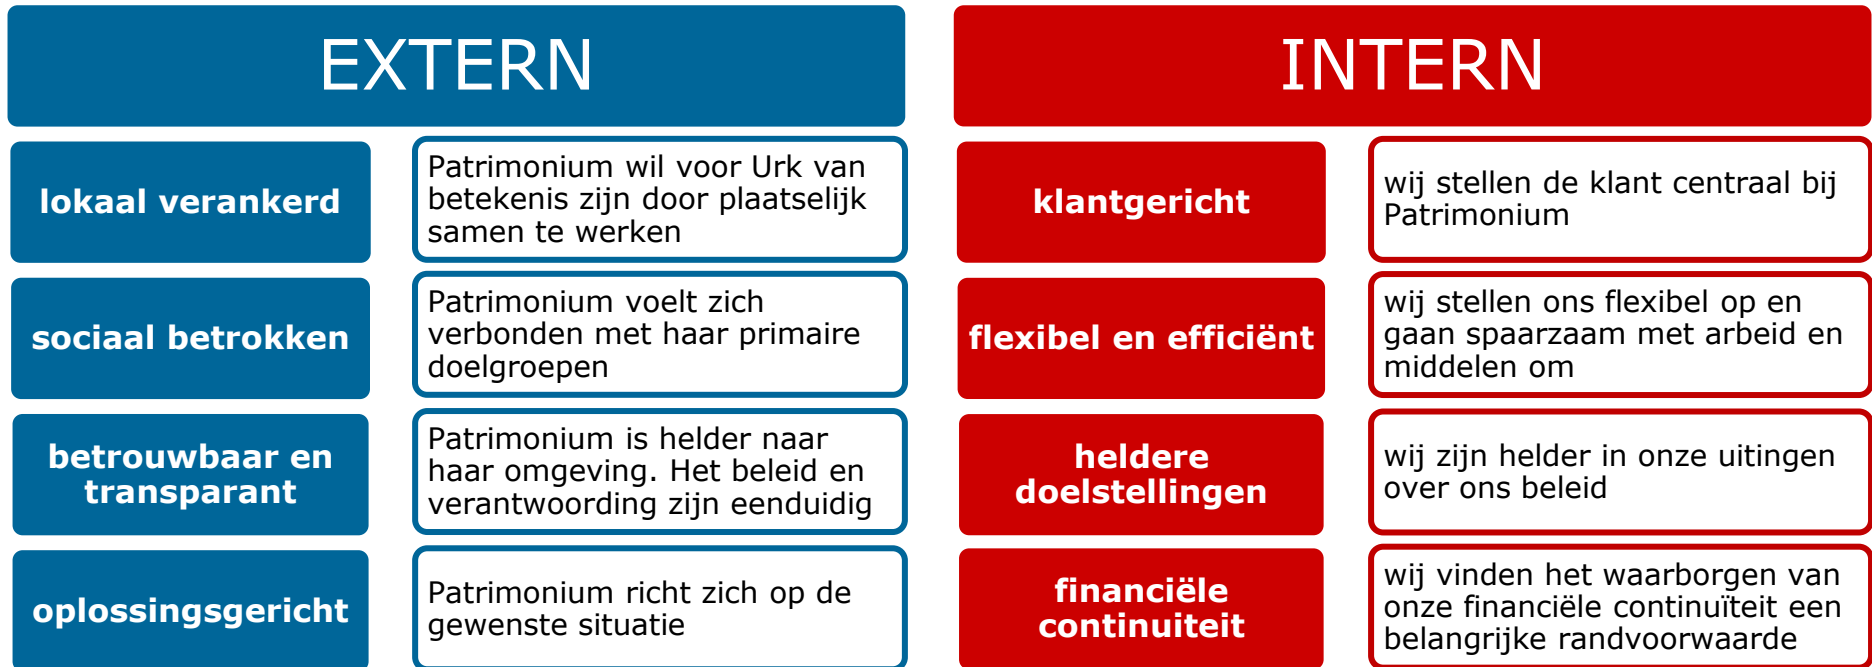 EXTERN
lokaal verankerd
Patrimonium wil voor Urk van
betekenis zijn door plaatselijk
samen te werken
sociaal betrokken
Patrimonium voelt zich
verbonden met haar primaire
doelgroepen
betrouwbaar en
transparant
Patrimonium is helder naar
haar omgeving. Het beleid en
verantwoording zijn eenduidig
oplossingsgericht
Patrimonium richt zich op de
gewenste situatie
INTERN
klantgericht
wij stellen de klant centraal bij
Patrimonium
flexibel en efficiënt
wij stellen ons flexibel op en
gaan spaarzaam met arbeid en
middelen om
heldere
doelstellingen
wij zijn helder in onze uitingen
over ons beleid
financiële
continuiteit
wij vinden het waarborgen van
onze financiële continuïteit een
belangrijke randvoorwaarde